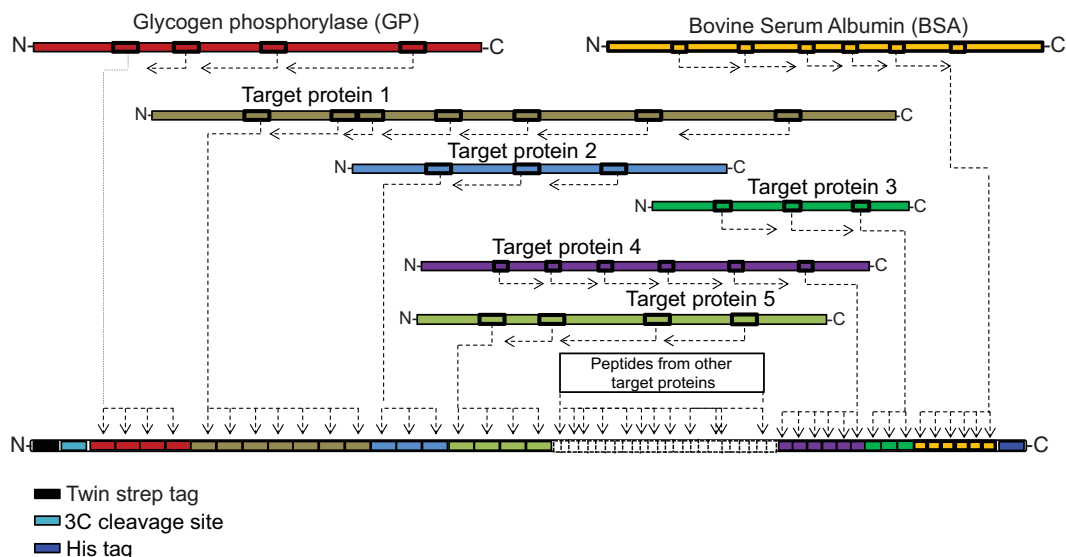 Glycogen phosphorylase (GP)
Bovine Serum Albumin (BSA)
N
C
N
C
Target protein 1
N
C
Target protein 2
N
C
Target protein 3
N
C
Target protein 4
N
C
Target protein 5
N
C
Peptides from other
target proteins
N
C
Twin strep tag
3C cleavage site
His tag